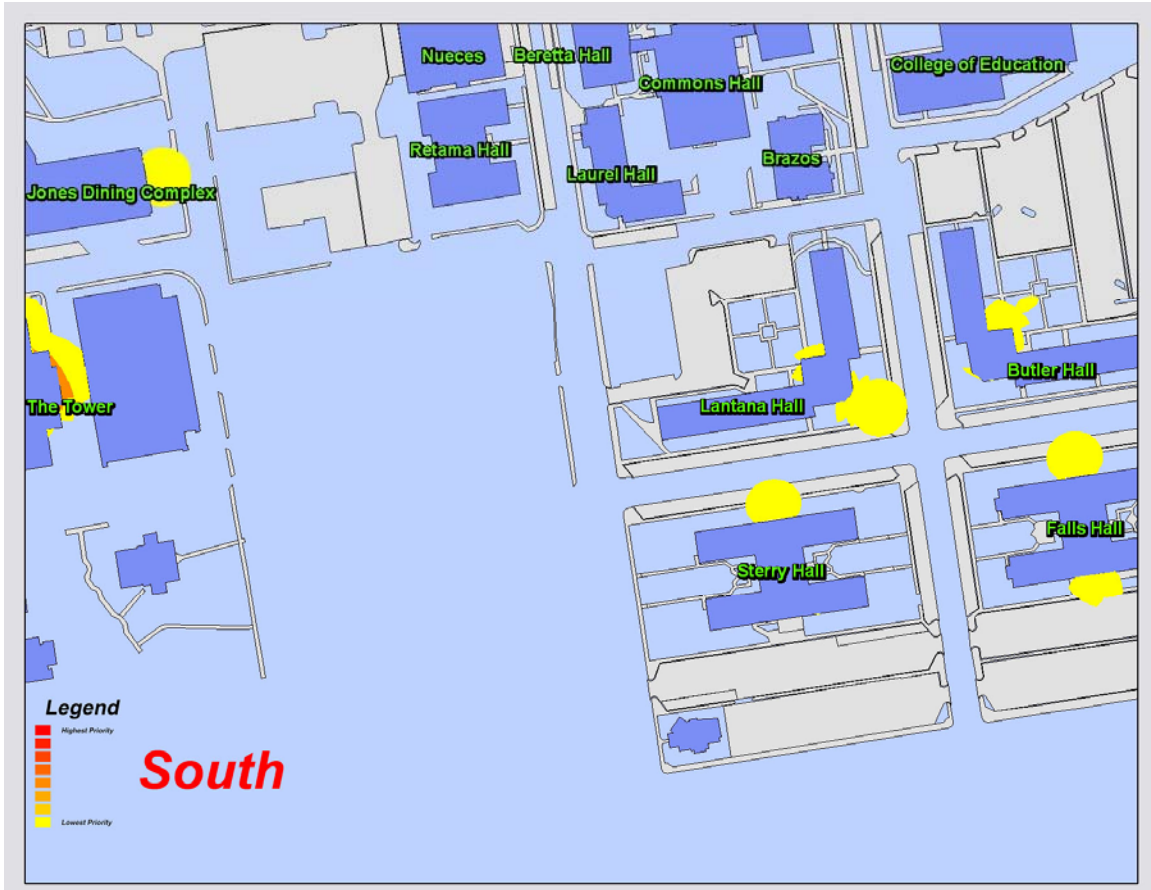 Nueces
Beretta Hall
Commons Hall
College of Education
Retama Hall
Laurel Hall
Brazos
Jones Dining Complex
The Tower
Lantana Hall
Butler Hall
Sterry Hall
Falls Hall
Legend
Highest Priority
Lowest Priority
South